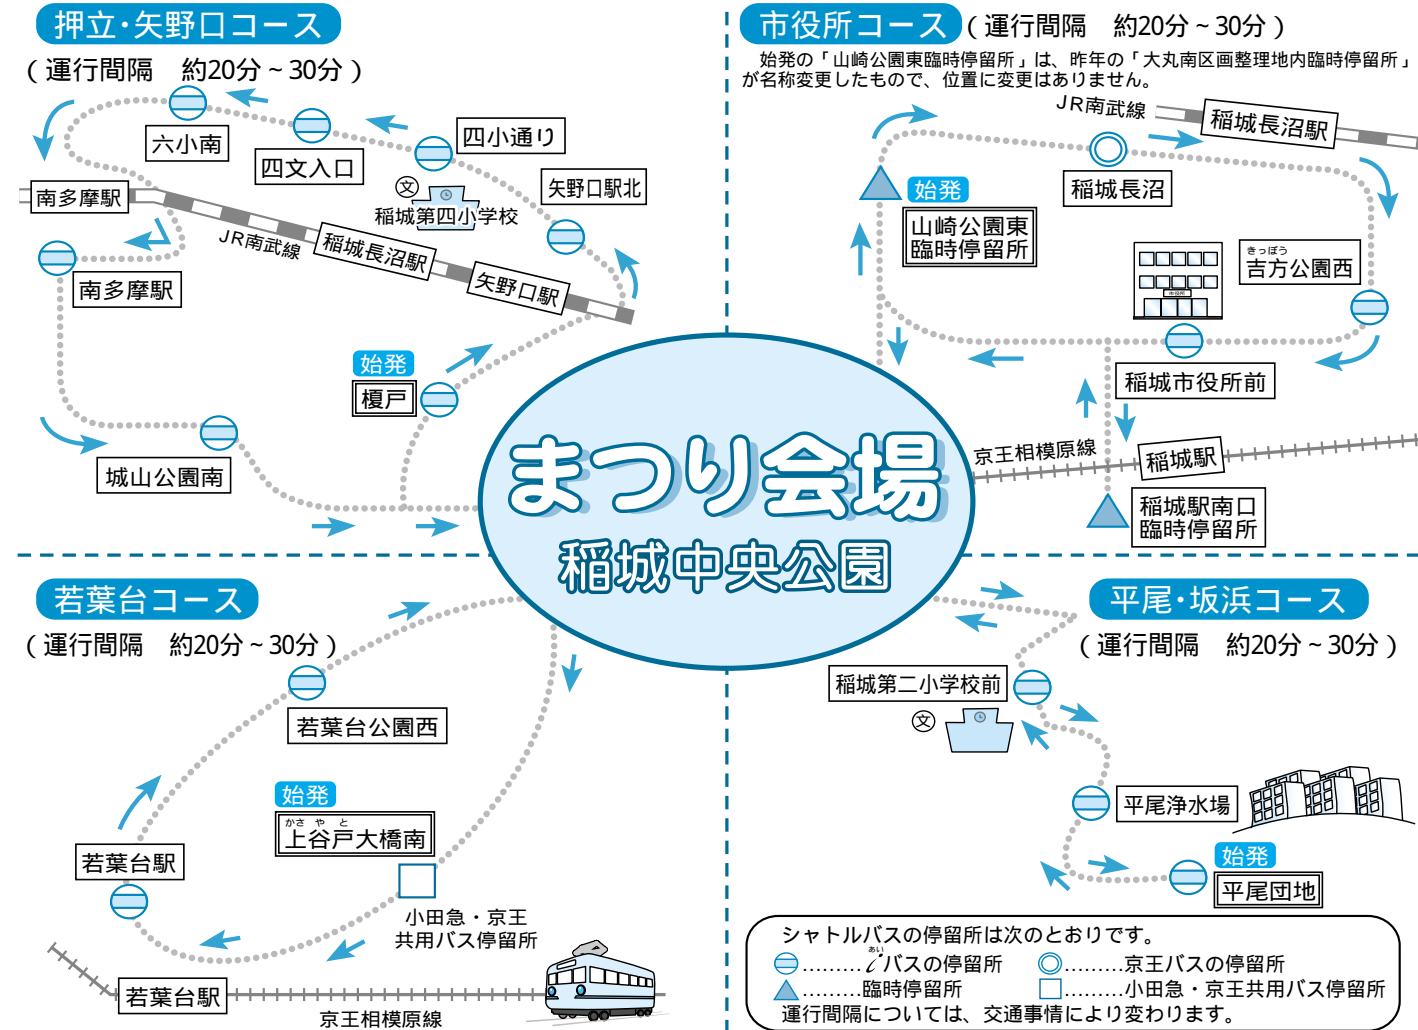 押立・矢野口コース
（運行間隔　約20分～30分）
六小南
四文入口
四小通り
矢野口駅北
文
稲城第四小学校
南多摩駅
JR南武線
稲城長沼駅
矢野口駅
南多摩駅
始発
榎戸
城山公園南
市役所コース
（運行間隔　約20分～30分）
始発の「山崎公園東臨時停留所」は、昨年の「大丸南区画整理地内臨時停留所」
が名称変更したもので、位置に変更はありません。
JR南武線
稲城長沼駅
稲城長沼
始発
山崎公園東
臨時停留所
きっぽう
吉方公園西
市役所
稲城市役所前
京王相模原線
稲城駅
稲城駅南口
臨時停留所
まつり会場
稲城中央公園
若葉台コース
（運行間隔　約20分～30分）
若葉台公園西
始発
かさ や と
上谷戸大橋南
若葉台駅
小田急・京王
共用バス停留所
若葉台駅
京王相模原線
平尾・坂浜コース
（運行間隔　約20分～30分）
稲城第二小学校前
文
平尾浄水場
始発
平尾団地
シャトルバスの停留所は次のとおりです。
あい
………iバスの停留所
………京王バスの停留所
………臨時停留所
………小田急・京王共用バス停留所
運行間隔については、交通事情により変わります。